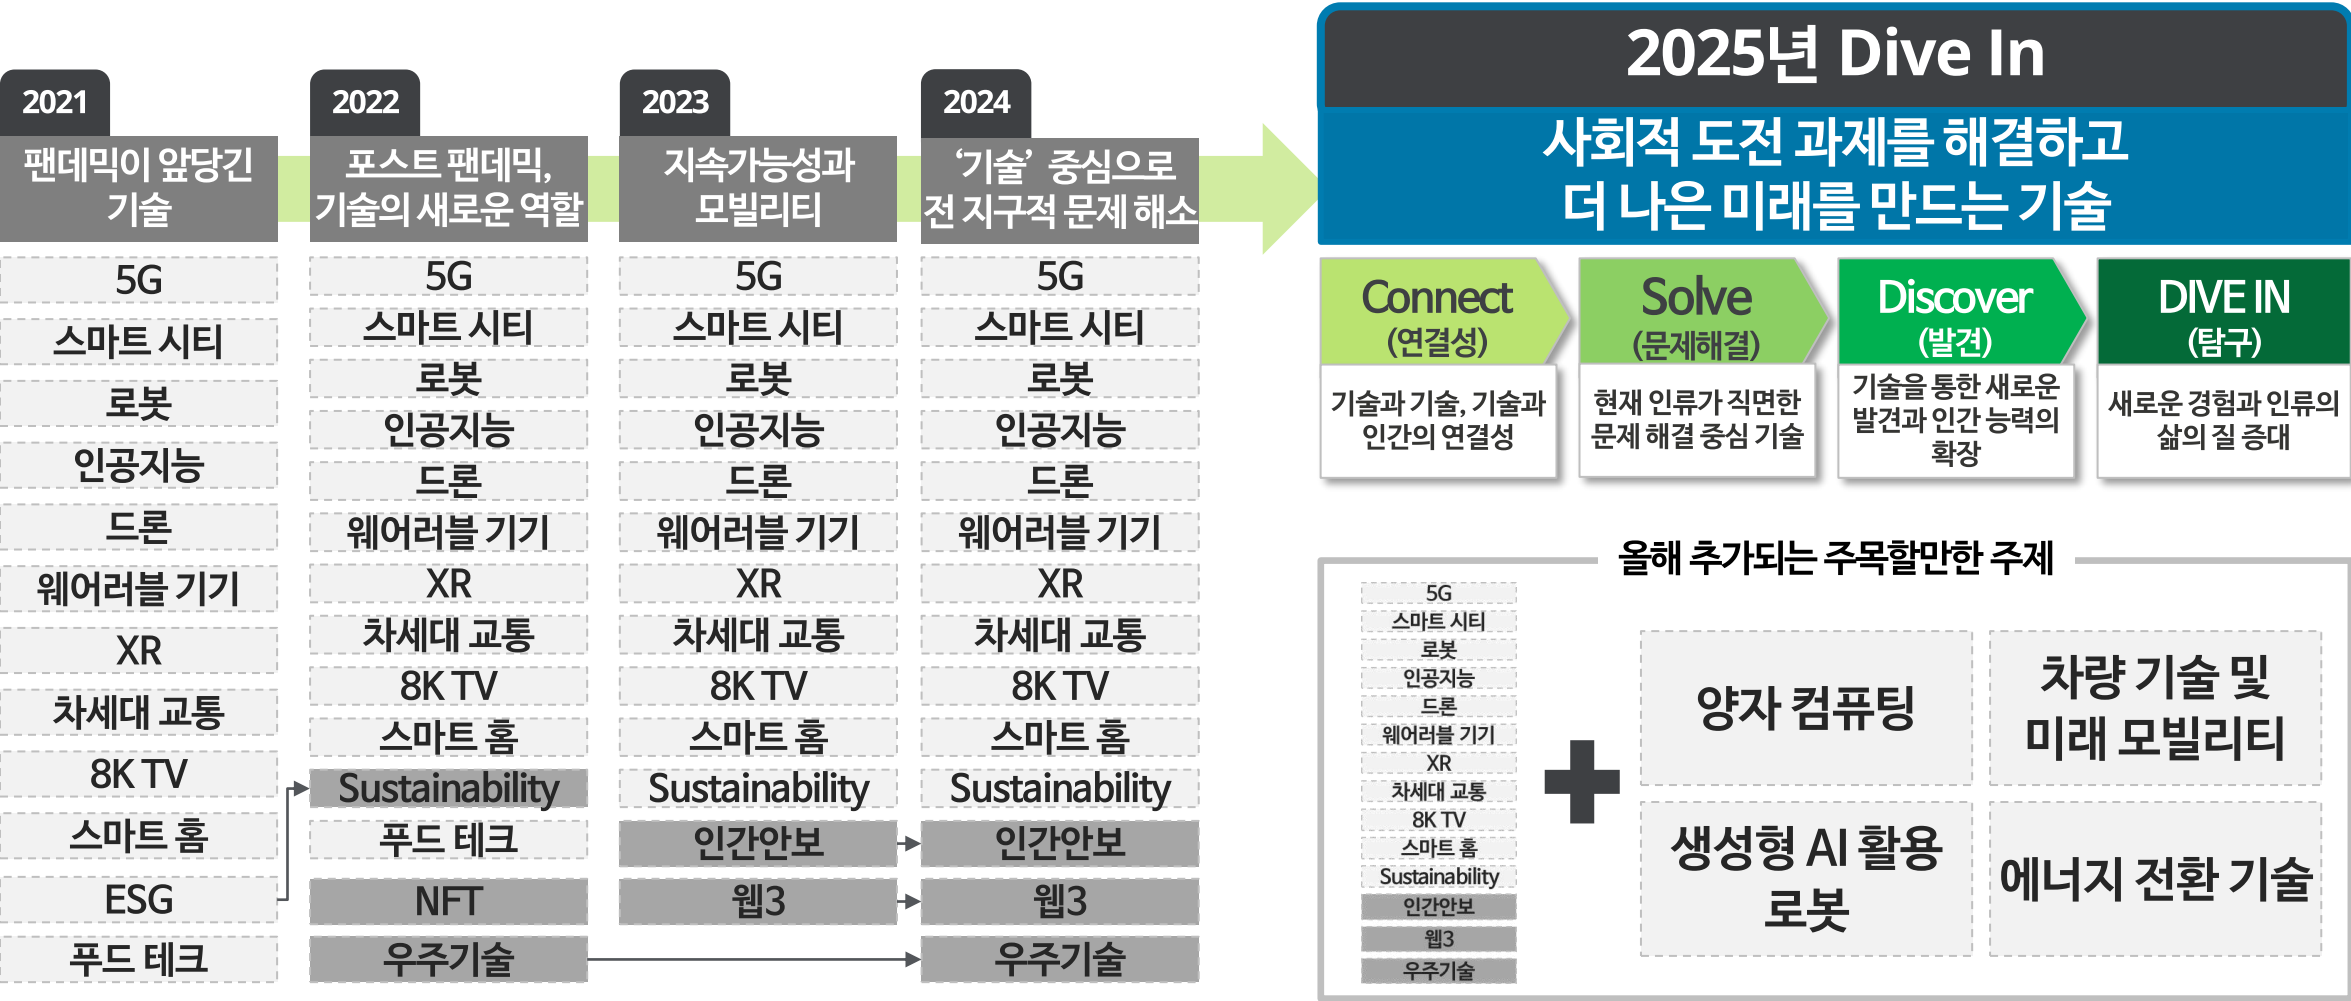 2021
팬데믹이 앞당긴
기술
5G
스마트 시티
로봇
인공지능
드론
웨어러블 기기
XR
차세대 교통
8K TV
스마트 홈
ESG
푸드 테크
2022
포스트 팬데믹,
기술의 새로운 역할
5G
스마트 시티
로봇
인공지능
드론
웨어러블 기기
XR
차세대 교통
8K TV
스마트 홈
Sustainability
푸드 테크
NFT
우주기술
2023
지속가능성과
모빌리티
5G
스마트 시티
로봇
인공지능
드론
웨어러블 기기
XR
차세대 교통
8K TV
스마트 홈
Sustainability
인간안보
웹3
2024
‘기술’ 중심으로
전 지구적 문제 해소
5G
스마트 시티
로봇
인공지능
드론
웨어러블 기기
XR
차세대 교통
8K TV
스마트 홈
Sustainability
인간안보
웹3
우주기술
2025년 Dive In
사회적 도전 과제를 해결하고
더 나은 미래를 만드는 기술
Connect
(연결성)
기술과 기술, 기술과
인간의 연결성
Solve
(문제해결)
현재 인류가 직면한
문제 해결 중심 기술
Discover
(발견)
기술을 통한 새로운
발견과 인간 능력의
확장
DIVE IN
(탐구)
새로운 경험과 인류의
삶의 질 증대
올해 추가되는 주목할만한 주제
5G
스마트 시티
로봇
인공지능
드론
웨어러블 기기
XR
차세대 교통
8K TV
스마트 홈
Sustainability
인간안보
웹3
우주기술
양자 컴퓨팅
차량 기술 및
미래 모빌리티
생성형 AI 활용
로봇
에너지 전환 기술